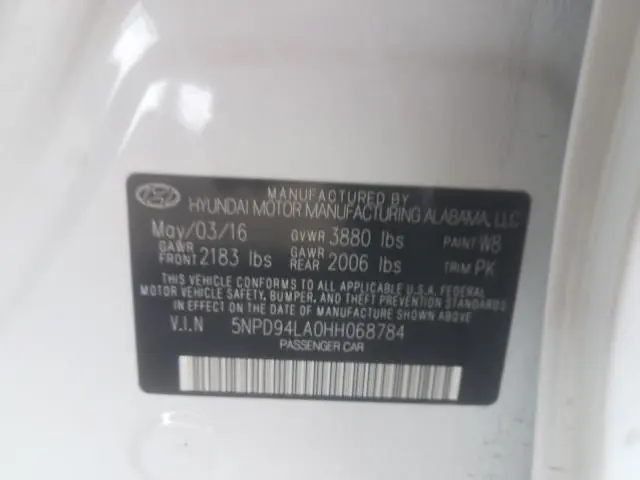 MANUFACTURED BY
HYUNDAI MOTOR MANUFACTURING ALABAMA, LLC
May/03/16 GVWR 3880 lbs PAINT W8
GAWR FRONT 2183 lbs GAWR REAR 2006 lbs TRIM PK
THIS VEHICLE CONFORMS TO ALL APPLICABLE U.S.A. FEDERAL
MOTOR VEHICLE SAFETY, BUMPER, AND THEFT PREVENTION STANDARDS
IN EFFECT ON THE DATE OF MANUFACTURE SHOWN ABOVE.
V.I.N 5NPD94LA0HH068784
PASSENGER CAR